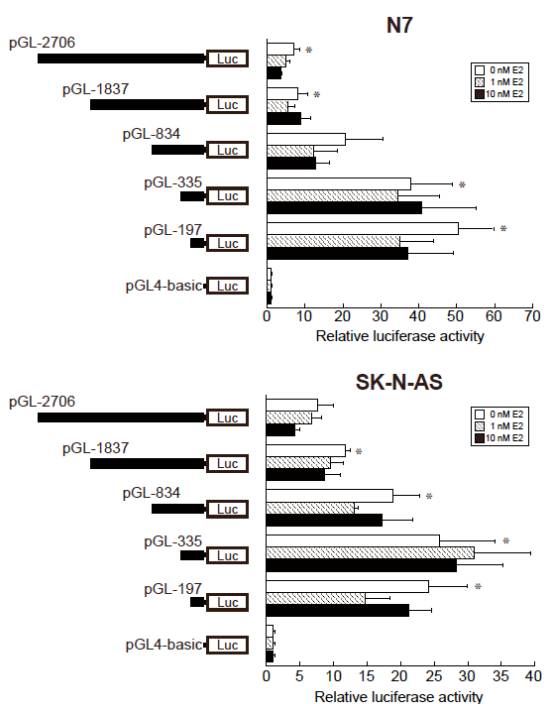 N7
pGL-2706
Luc
*
0 nM E2
1 nM E2
10 nM E2
pGL-1837
Luc
*
pGL-834
Luc
pGL-335
Luc
*
pGL-197
Luc
*
pGL4-basic
Luc
0 10 20 30 40 50 60 70
Relative luciferase activity
SK-N-AS
pGL-2706
Luc
0 nM E2
1 nM E2
10 nM E2
pGL-1837
Luc
*
pGL-834
Luc
*
pGL-335
Luc
*
pGL-197
Luc
*
pGL4-basic
Luc
0 5 10 15 20 25 30 35 40
Relative luciferase activity